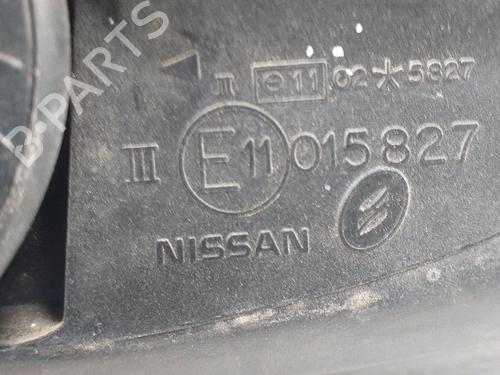 II e11 02*5827
III E11 015827
NISSAN
B-PARTS